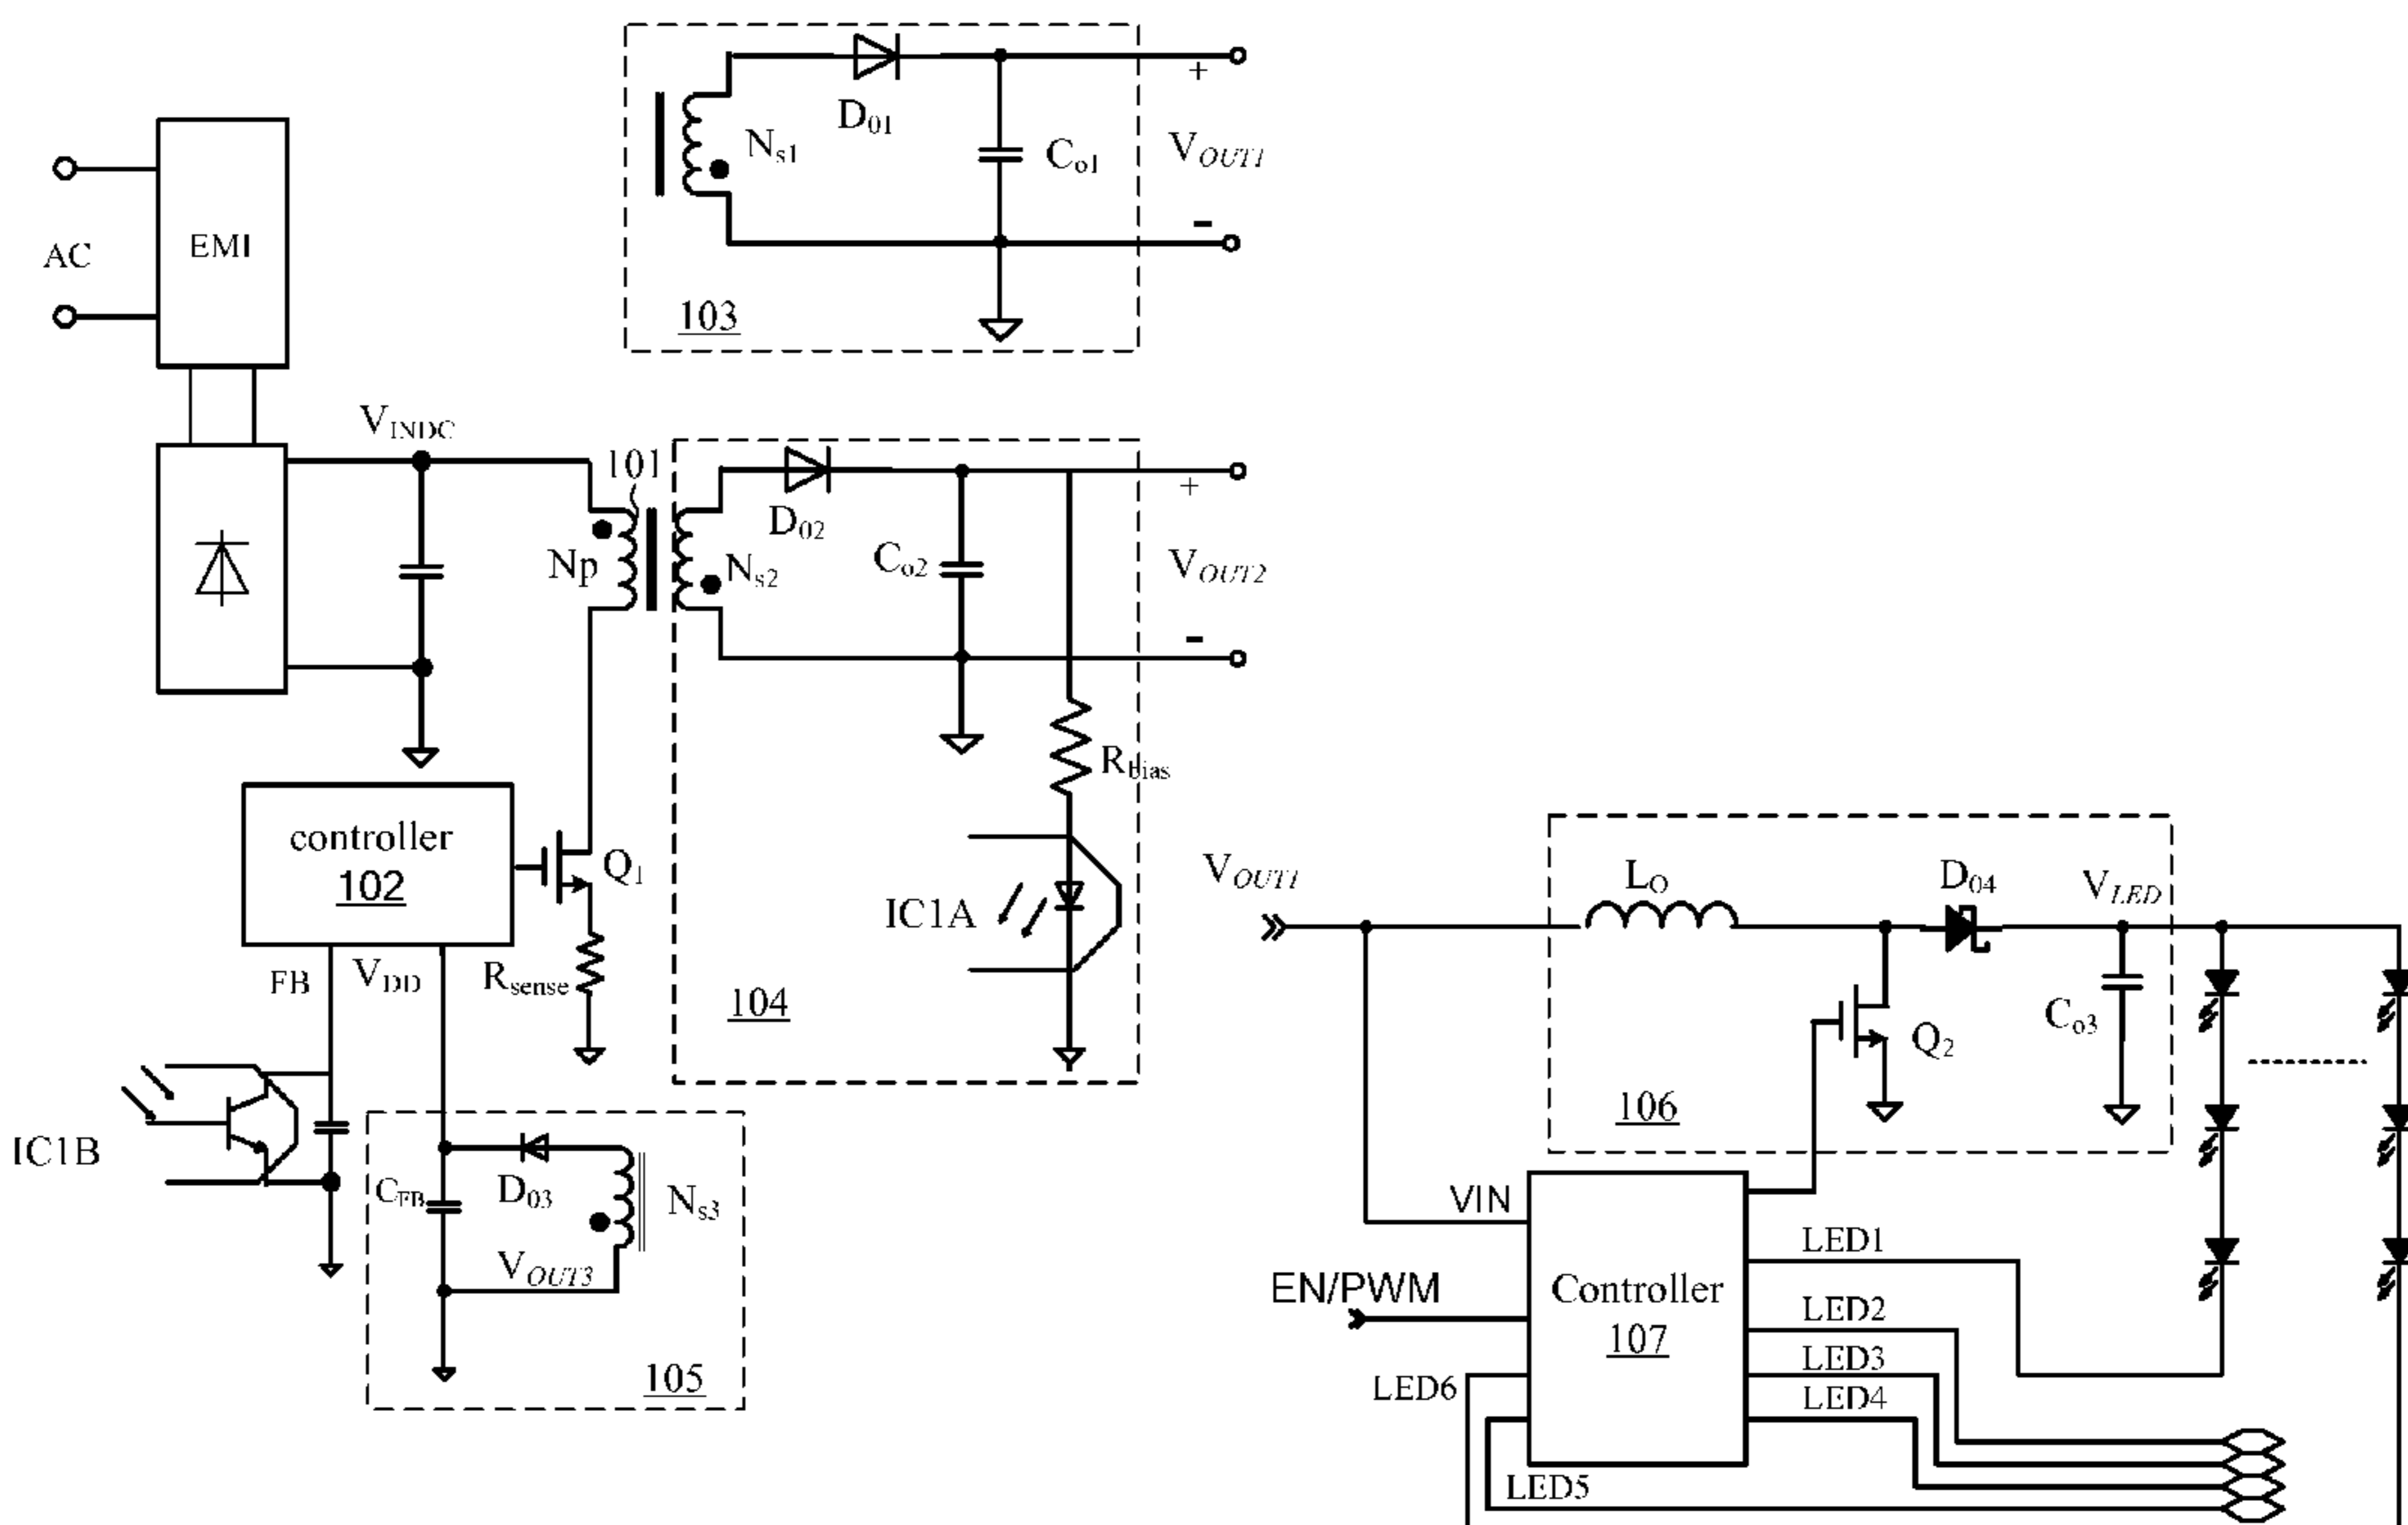 AC
EMI
D01
Ns1
Co1
+
VOUT1
-
103
VINDC
101
Np
Ns2
D02
Co2
+
VOUT2
-
Rbias
controller
102
Q1
IC1A
FB
VDD
Rsense
104
IC1B
CFB
D03
Ns3
VOUT3
105
VOUT1
LO
D04
VLED
Q2
Co3
106
VIN
LED1
EN/PWM
Controller
107
LED2
LED3
LED4
LED6
LED5